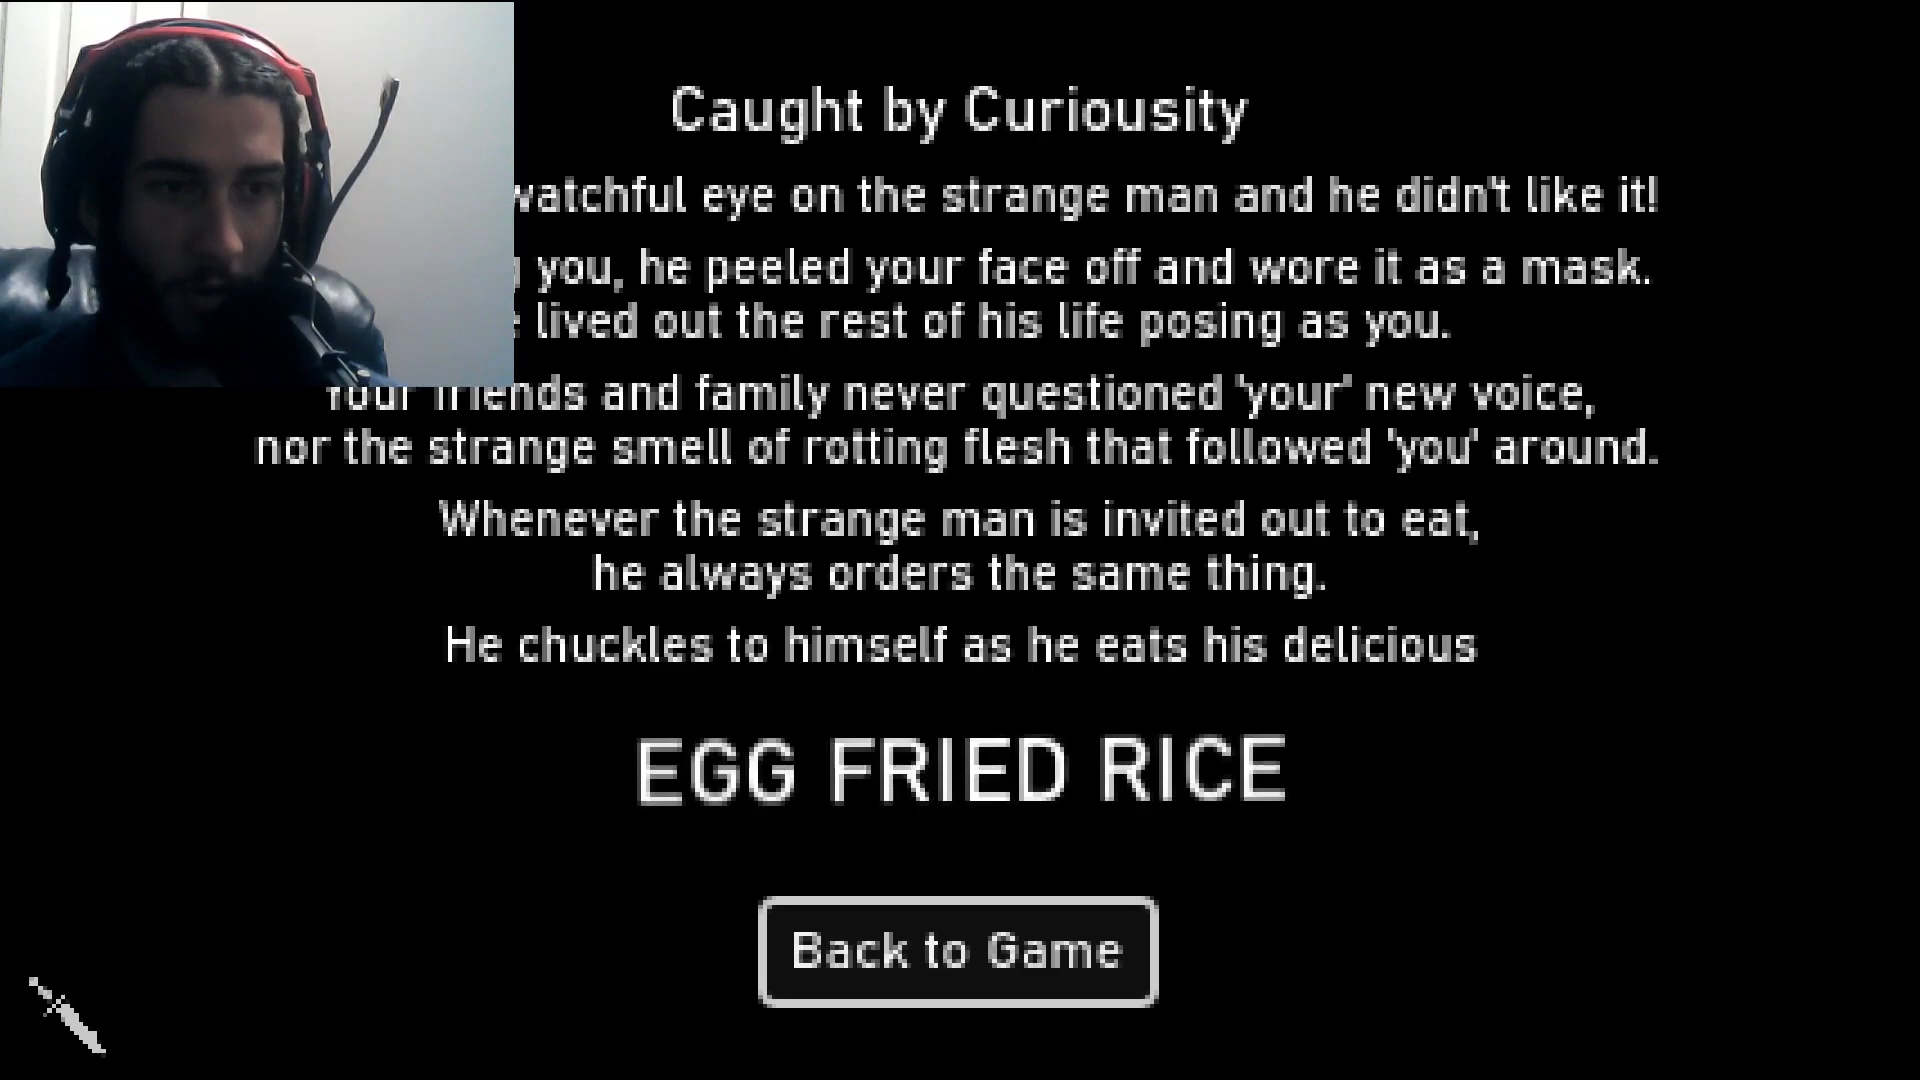 Caught by Curiousity
watchful eye on the strange man and he didn't like it!
you, he peeled your face off and wore it as a mask.
lived out the rest of his life posing as you.
Your friends and family never questioned 'your' new voice,
nor the strange smell of rotting flesh that followed 'you' around.
Whenever the strange man is invited out to eat,
he always orders the same thing.
He chuckles to himself as he eats his delicious
EGG FRIED RICE
Back to Game